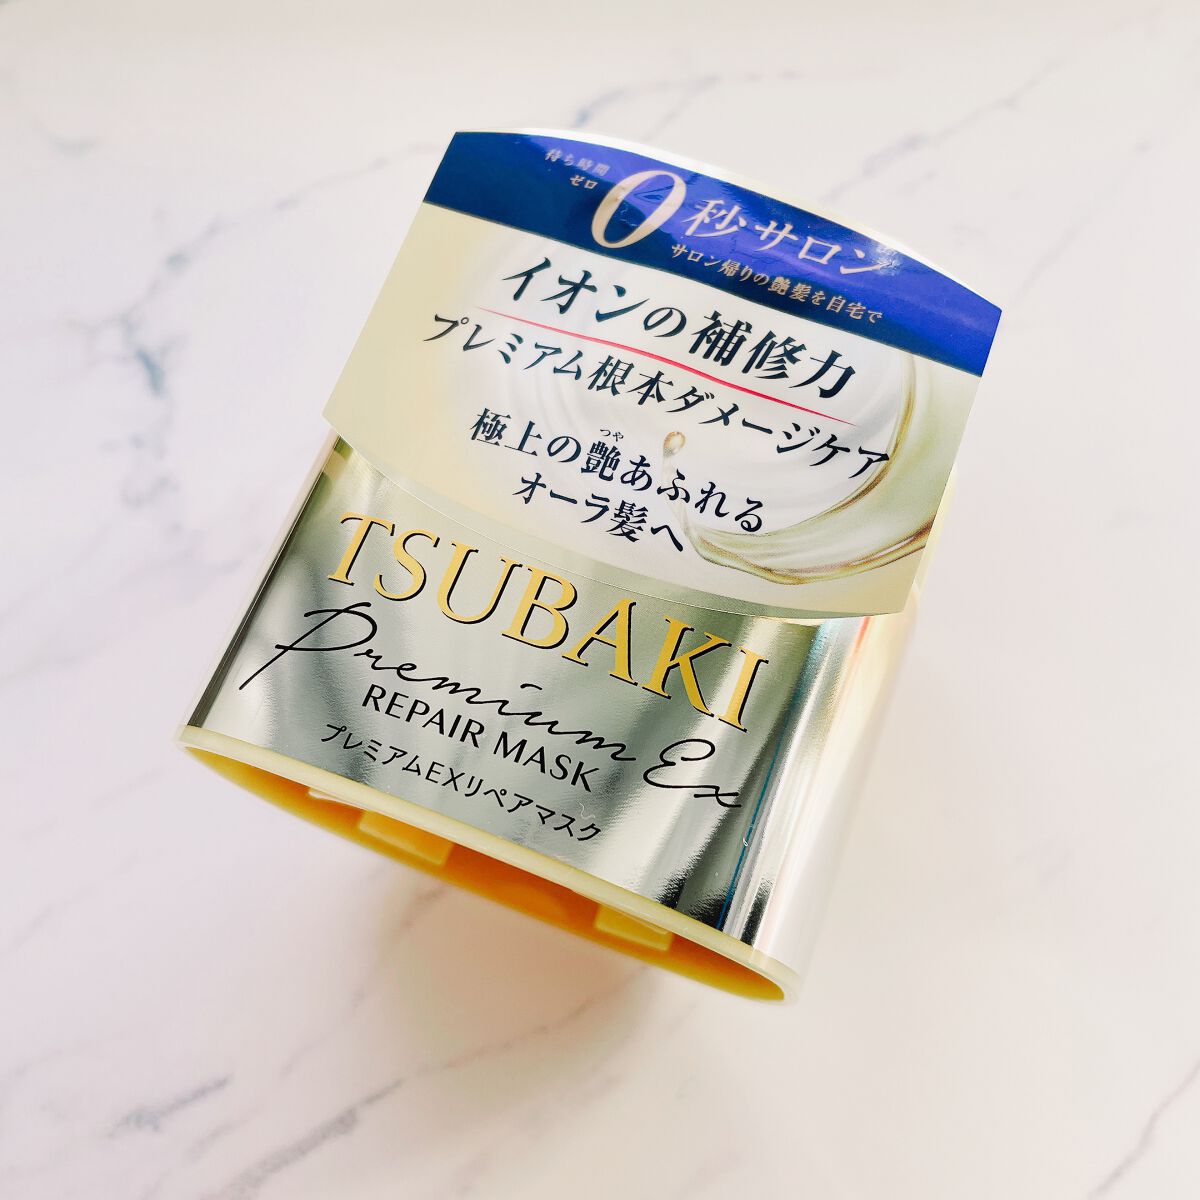 待ち時間
ゼロ
0秒サロン
サロン帰りの艶髪を自宅で
イオンの補修力
プレミアム根本ダメージケア
つや
極上の艶あふれる
オーラ髪へ
TSUBAKI
Premium Ex
REPAIR MASK
プレミアムEXリペアマスク